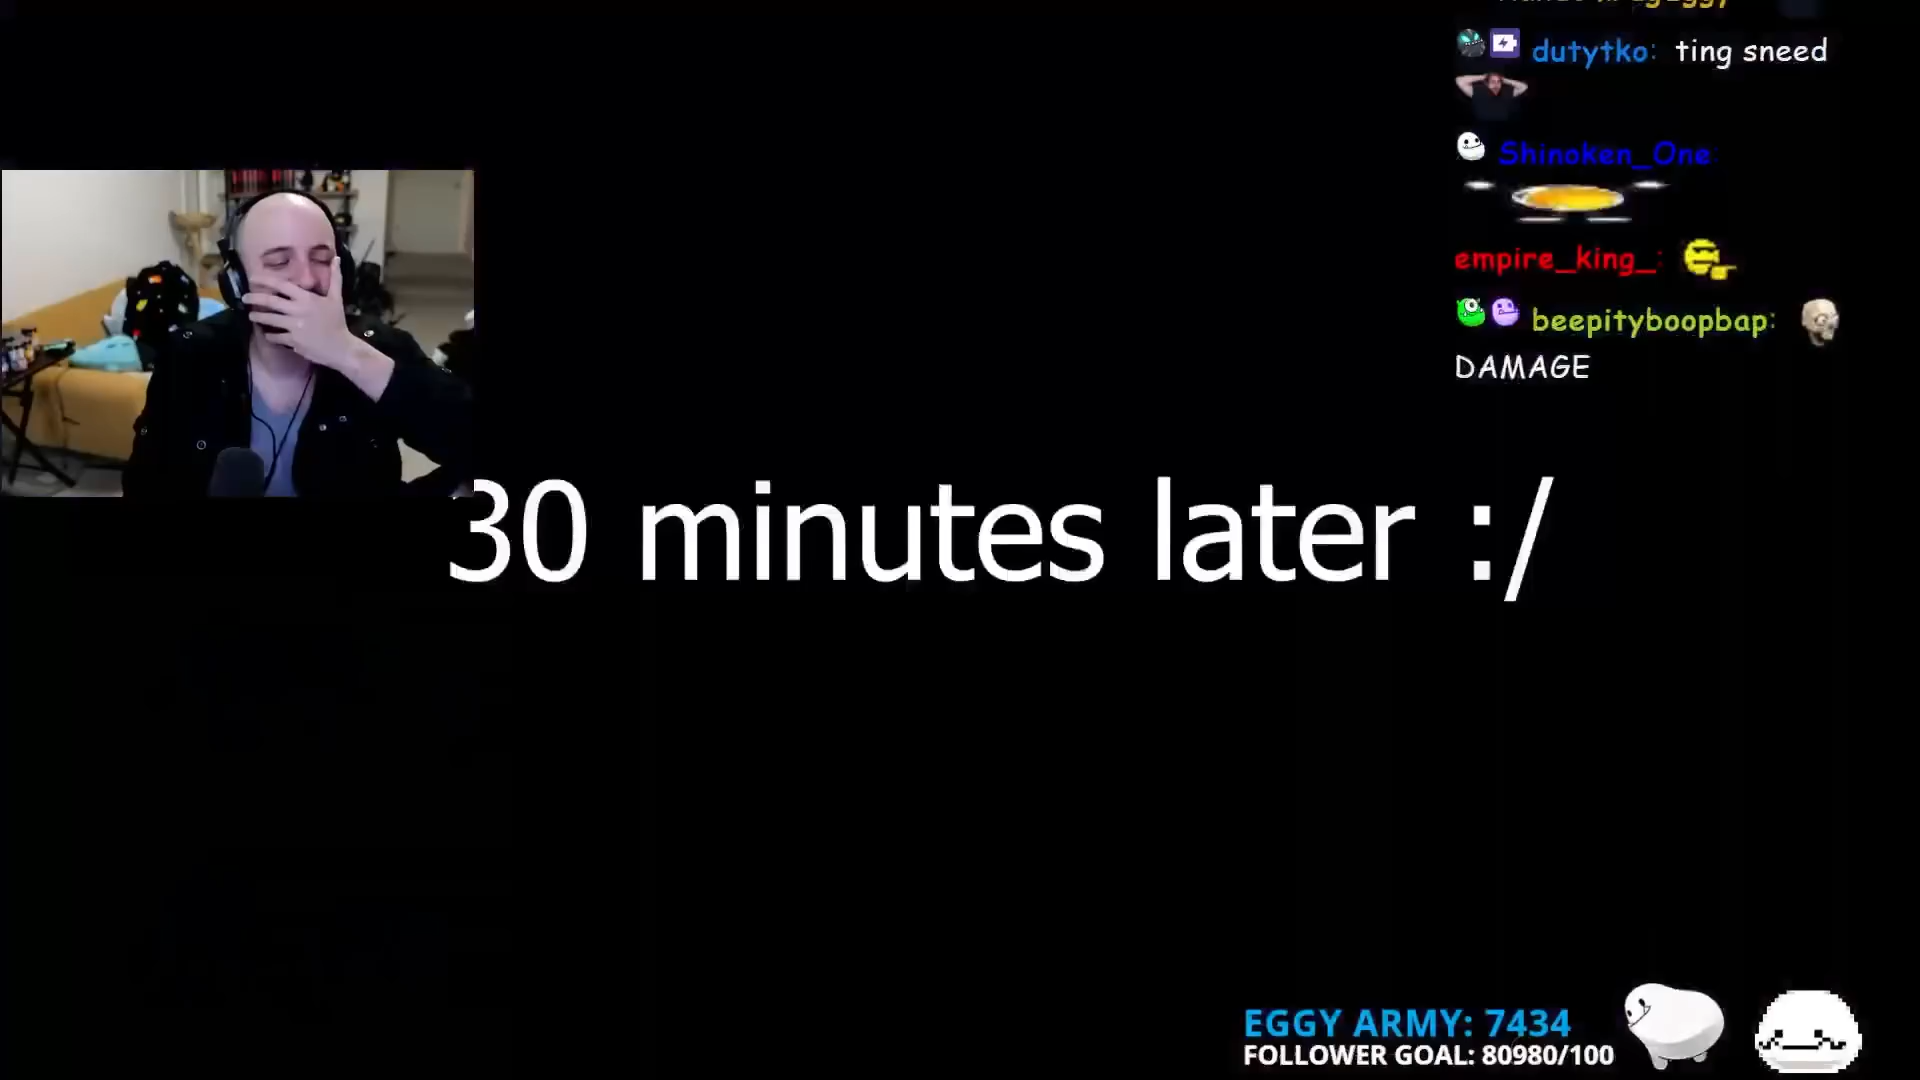 dutytko: ting sneed
Shinoken_One:
empire_king_:
beepityboopbap:
DAMAGE
30 minutes later :/
EGGY ARMY: 7434
FOLLOWER GOAL: 80980/100